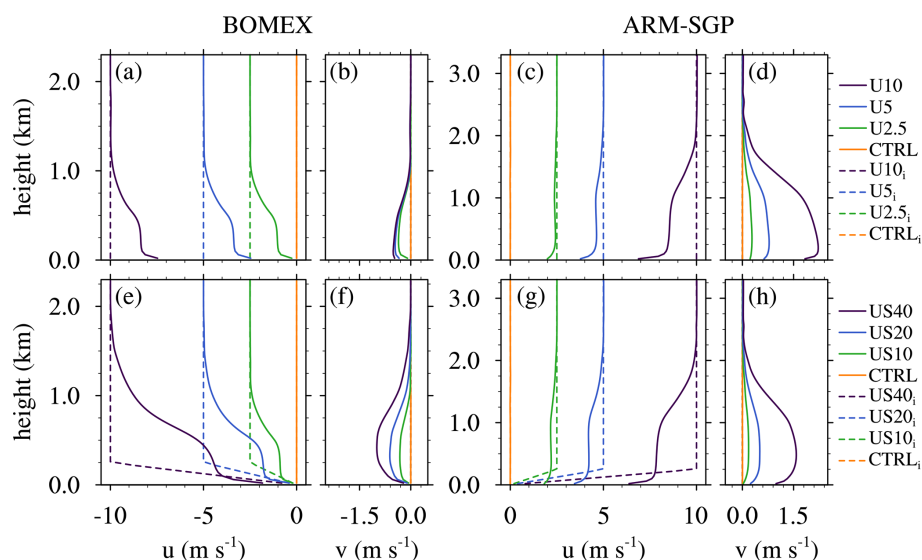 BOMEX ARM-SGP
(a) (b) (c) (d)
2.0 3.0
2.0
1.0 1.0
0.0 0.0
height (km)
U10
U5
U2.5
CTRL
U10i
U5i
U2.5i
CTRLi
(e) (f) (g) (h)
2.0 3.0
2.0
1.0 1.0
0.0 0.0
height (km)
US40
US20
US10
CTRL
US40i
US20i
US10i
CTRLi
-10 -5 0 -1.5 0.0 0 5 10 0.0 1.5
u (m s-1) v (m s-1) u (m s-1) v (m s-1)